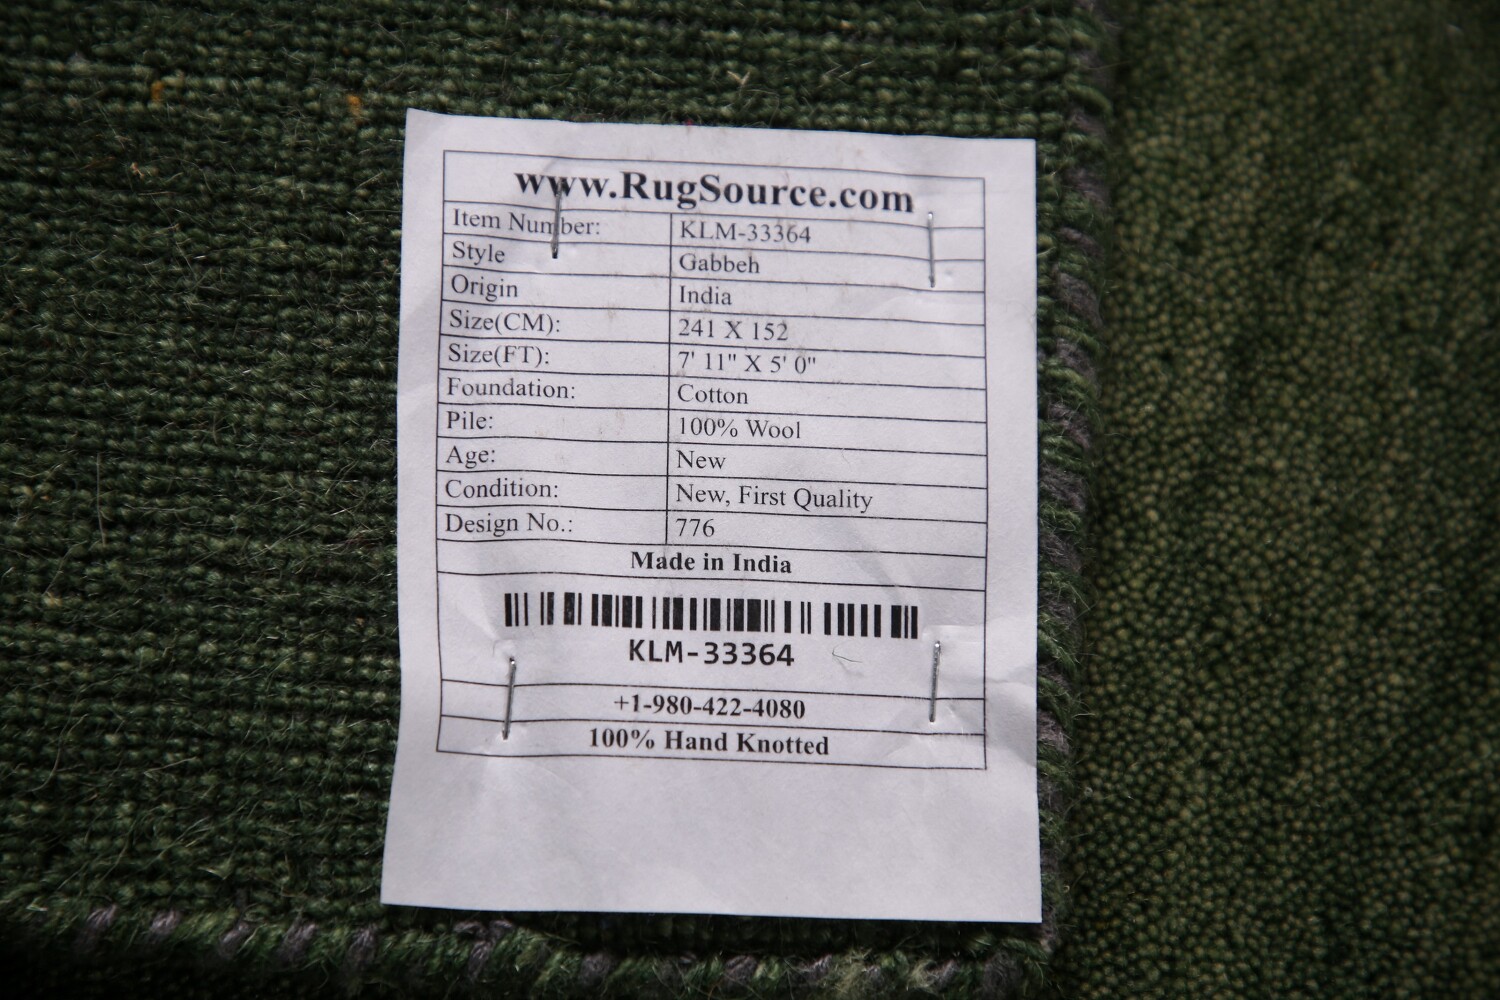 www.RugSource.com
Item Number: KLM-33364
Style Gabbeh
Origin India
Size(CM): 241 X 152
Size(FT): 7' 11" X 5' 0"
Foundation: Cotton
Pile: 100% Wool
Age: New
Condition: New, First Quality
Design No.: 776
Made in India
KLM-33364
+1-980-422-4080
100% Hand Knotted